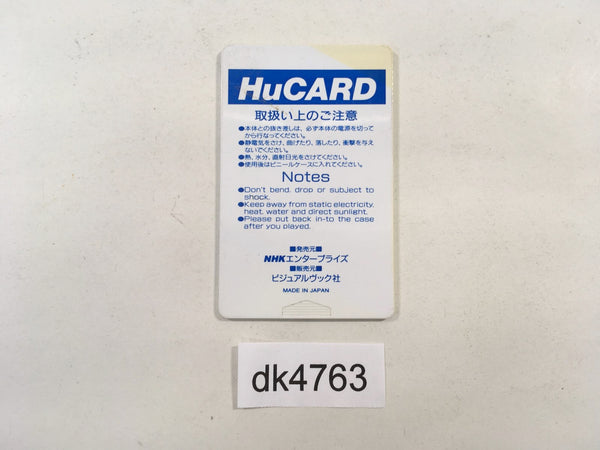 HuCARD
取扱い上のご注意
●本体との抜き差しは、必ず本体の電源を切って
から行なってください。
●静電気をさけ、曲げたり、落したり、衝撃を与え
ないでください。
●熱、水分、直射日光をさけてください。
●使用後はビニールケースに入れてください。
Notes
●Don't bend, drop or subject to
shock.
●Keep away from static electricity,
heat, water and direct sunlight.
●Please put back in-to the case
after you played.
■発売元■
NHKエンタープライズ
■販売元■
ビジュアルヴック社
MADE IN JAPAN
dk4763